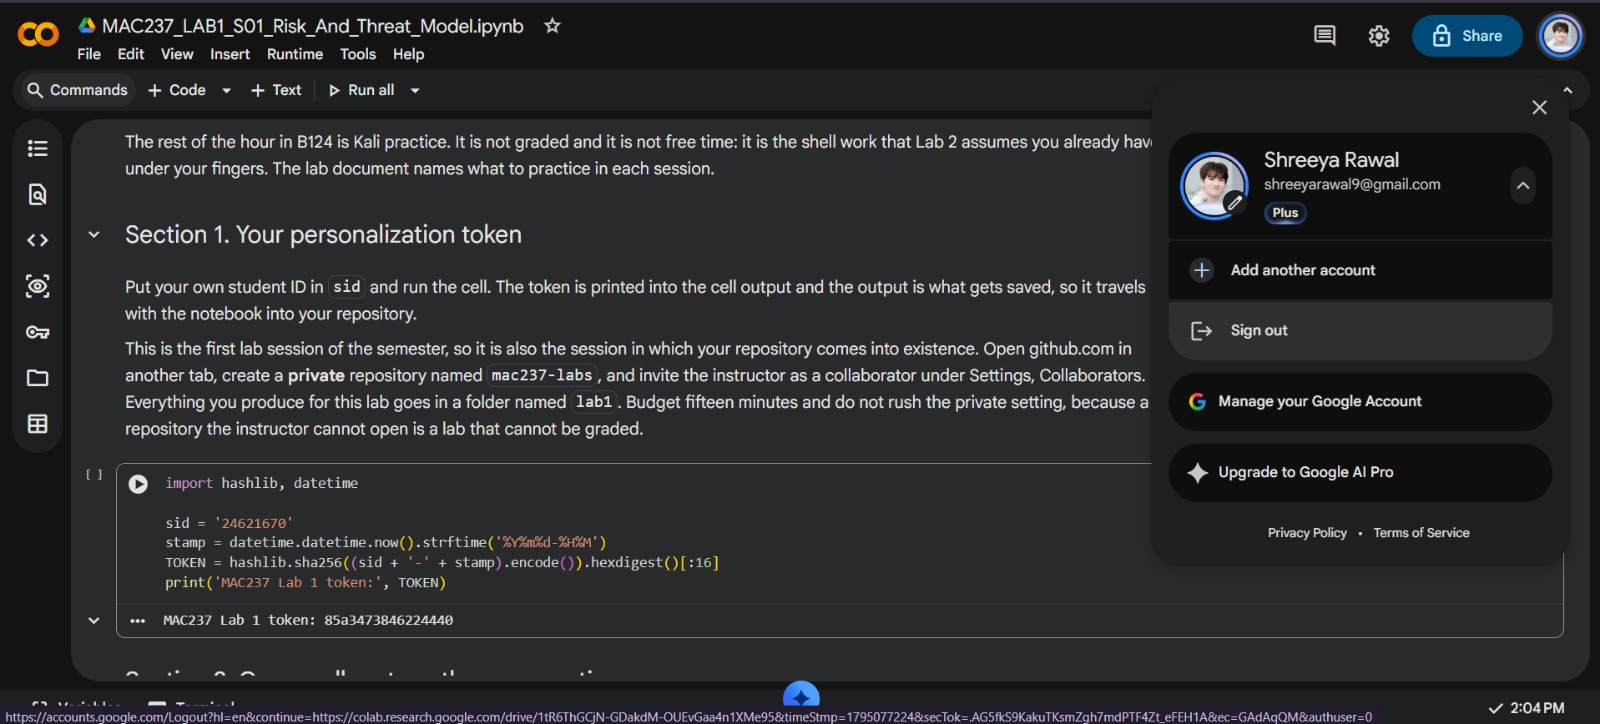 MAC237_LAB1_S01_Risk_And_Threat_Model.ipynb
File Edit View Insert Runtime Tools Help
Share
Commands + Code + Text Run all
The rest of the hour in B124 is Kali practice. It is not graded and it is not free time: it is the shell work that Lab 2 assumes you already have
under your fingers. The lab document names what to practice in each session.
Section 1. Your personalization token
Put your own student ID in sid and run the cell. The token is printed into the cell output and the output is what gets saved, so it travels
with the notebook into your repository.
This is the first lab session of the semester, so it is also the session in which your repository comes into existence. Open github.com in
another tab, create a private repository named mac237-labs, and invite the instructor as a collaborator under Settings, Collaborators.
Everything you produce for this lab goes in a folder named lab1. Budget fifteen minutes and do not rush the private setting, because a
repository the instructor cannot open is a lab that cannot be graded.
[ ]
import hashlib, datetime
sid = '24621670'
stamp = datetime.datetime.now().strftime('%Y%m%d-%H%M')
TOKEN = hashlib.sha256((sid + '-' + stamp).encode()).hexdigest()[:16]
print('MAC237 Lab 1 token:', TOKEN)
MAC237 Lab 1 token: 85a3473846224440
Shreeya Rawal
shreeyarawal9@gmail.com
Plus
Add another account
Sign out
Manage your Google Account
Upgrade to Google AI Pro
Privacy Policy • Terms of Service
Variables Terminal
2:04 PM
https://accounts.google.com/Logout?hl=en&continue=https://colab.research.google.com/drive/1tR6ThGCjN-GDakdM-OUEvGaa4n1XMe95&timeStmp=1795077224&secTok=.AG5fkS9KakuTKsmZgh7mdPTF4Zt_eFEH1A&ec=GAdAqQM&authuser=0